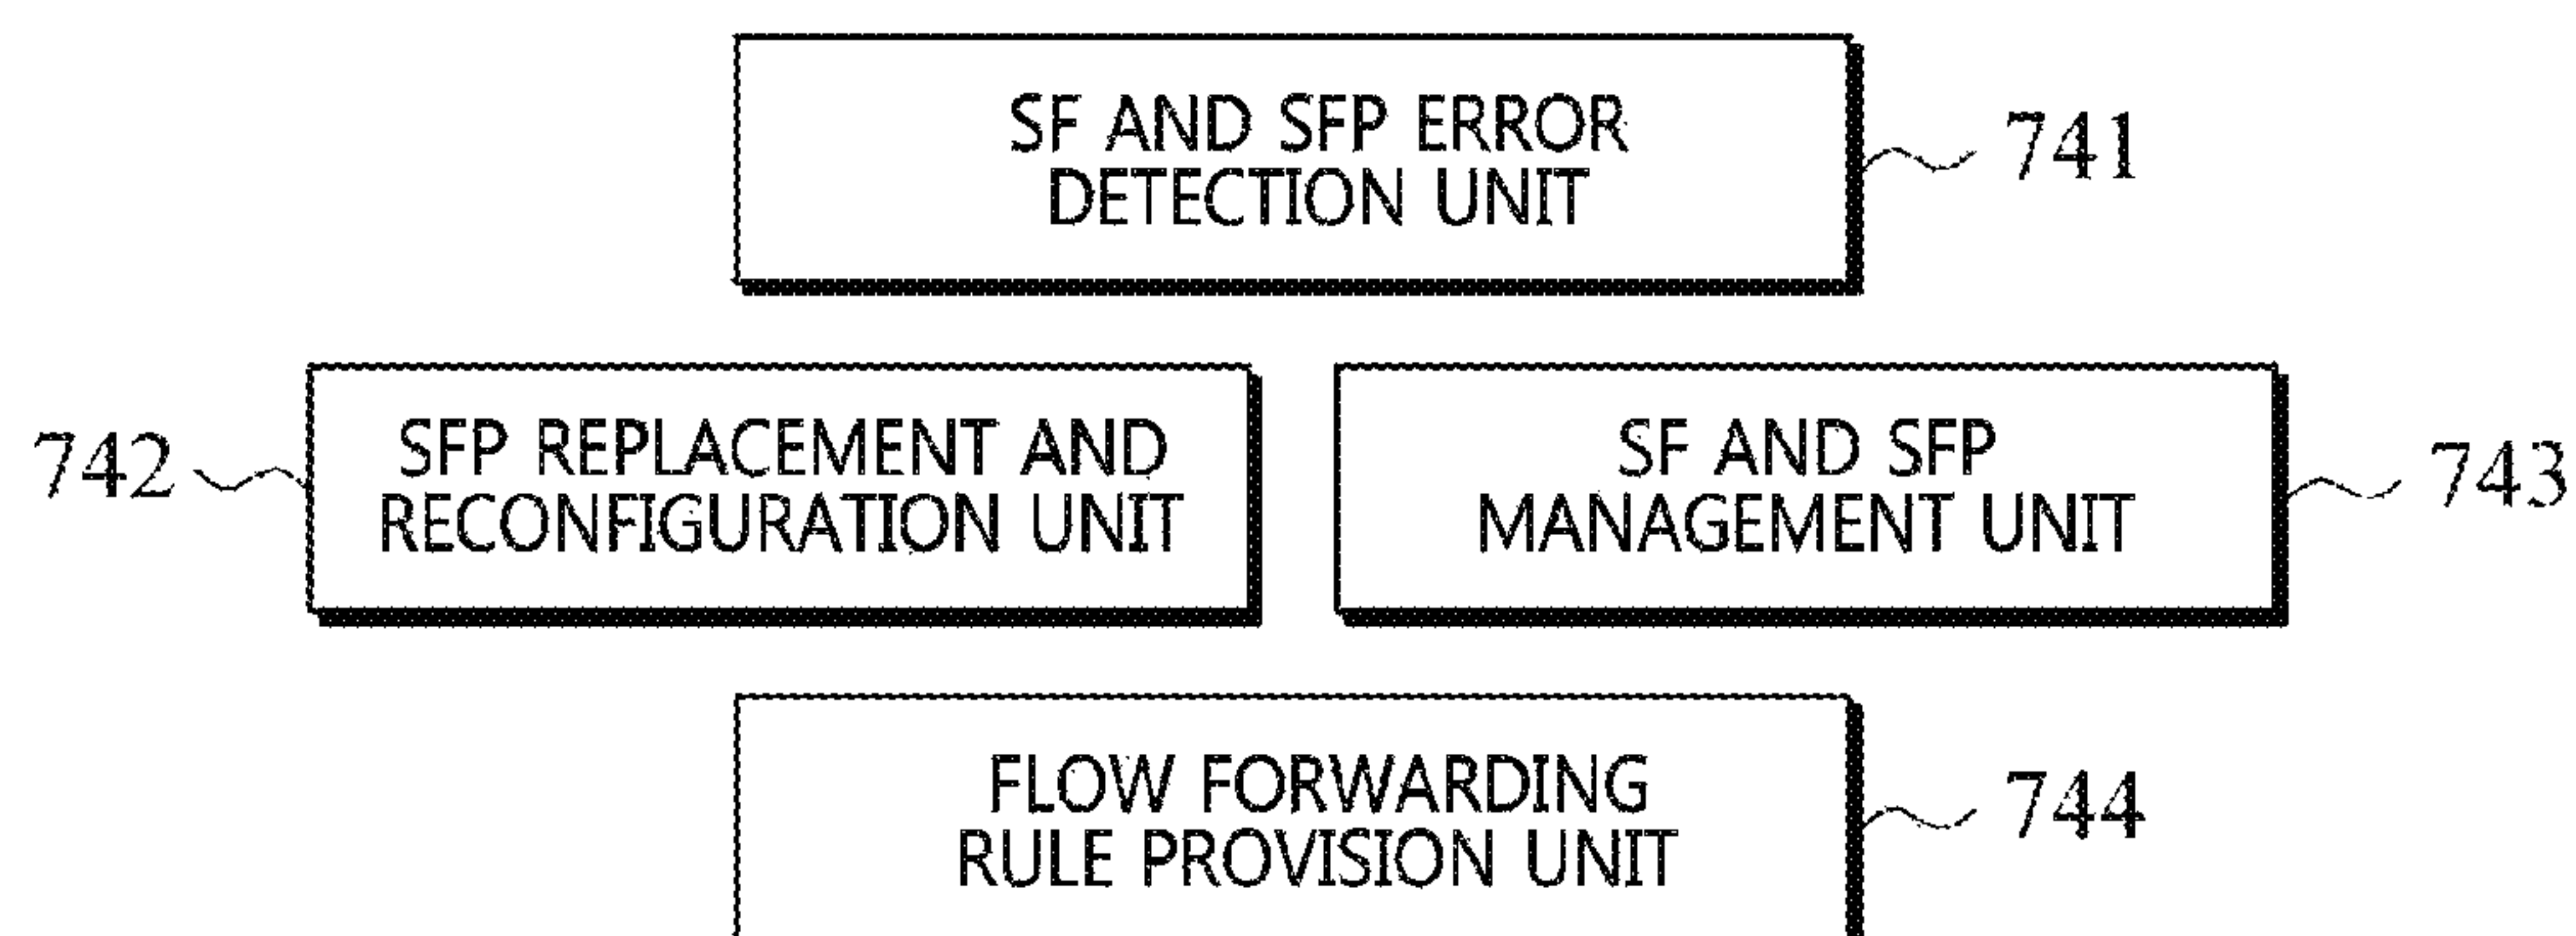 SF AND SFP ERROR
DETECTION UNIT
741
742
SFP REPLACEMENT AND
RECONFIGURATION UNIT
SF AND SFP
MANAGEMENT UNIT
743
FLOW FORWARDING
RULE PROVISION UNIT
744